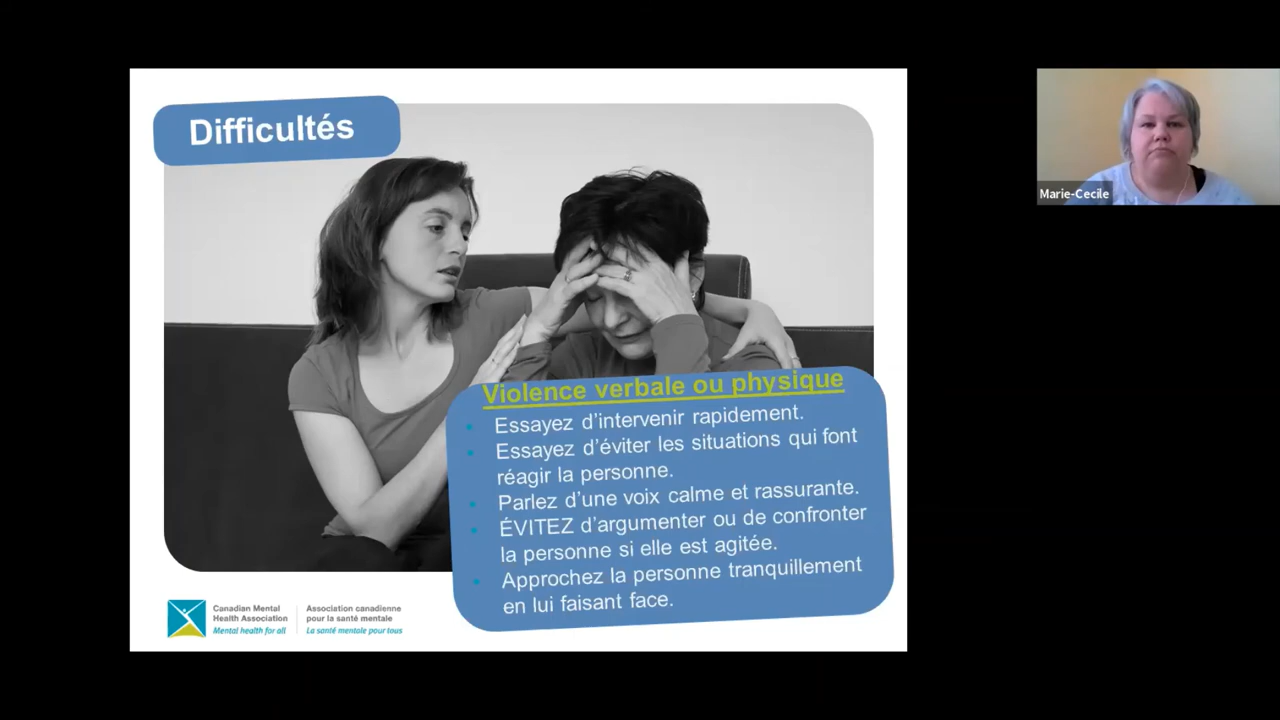 Difficultés
Violence verbale ou physique
• Essayez d’intervenir rapidement.
• Essayez d’éviter les situations qui font
réagir la personne.
• Parlez d’une voix calme et rassurante.
• ÉVITEZ d’argumenter ou de confronter
la personne si elle est agitée.
• Approchez la personne tranquillement
en lui faisant face.
Canadian Mental
Health Association
Mental health for all
Association canadienne
pour la santé mentale
La santé mentale pour tous
Marie-Cecile